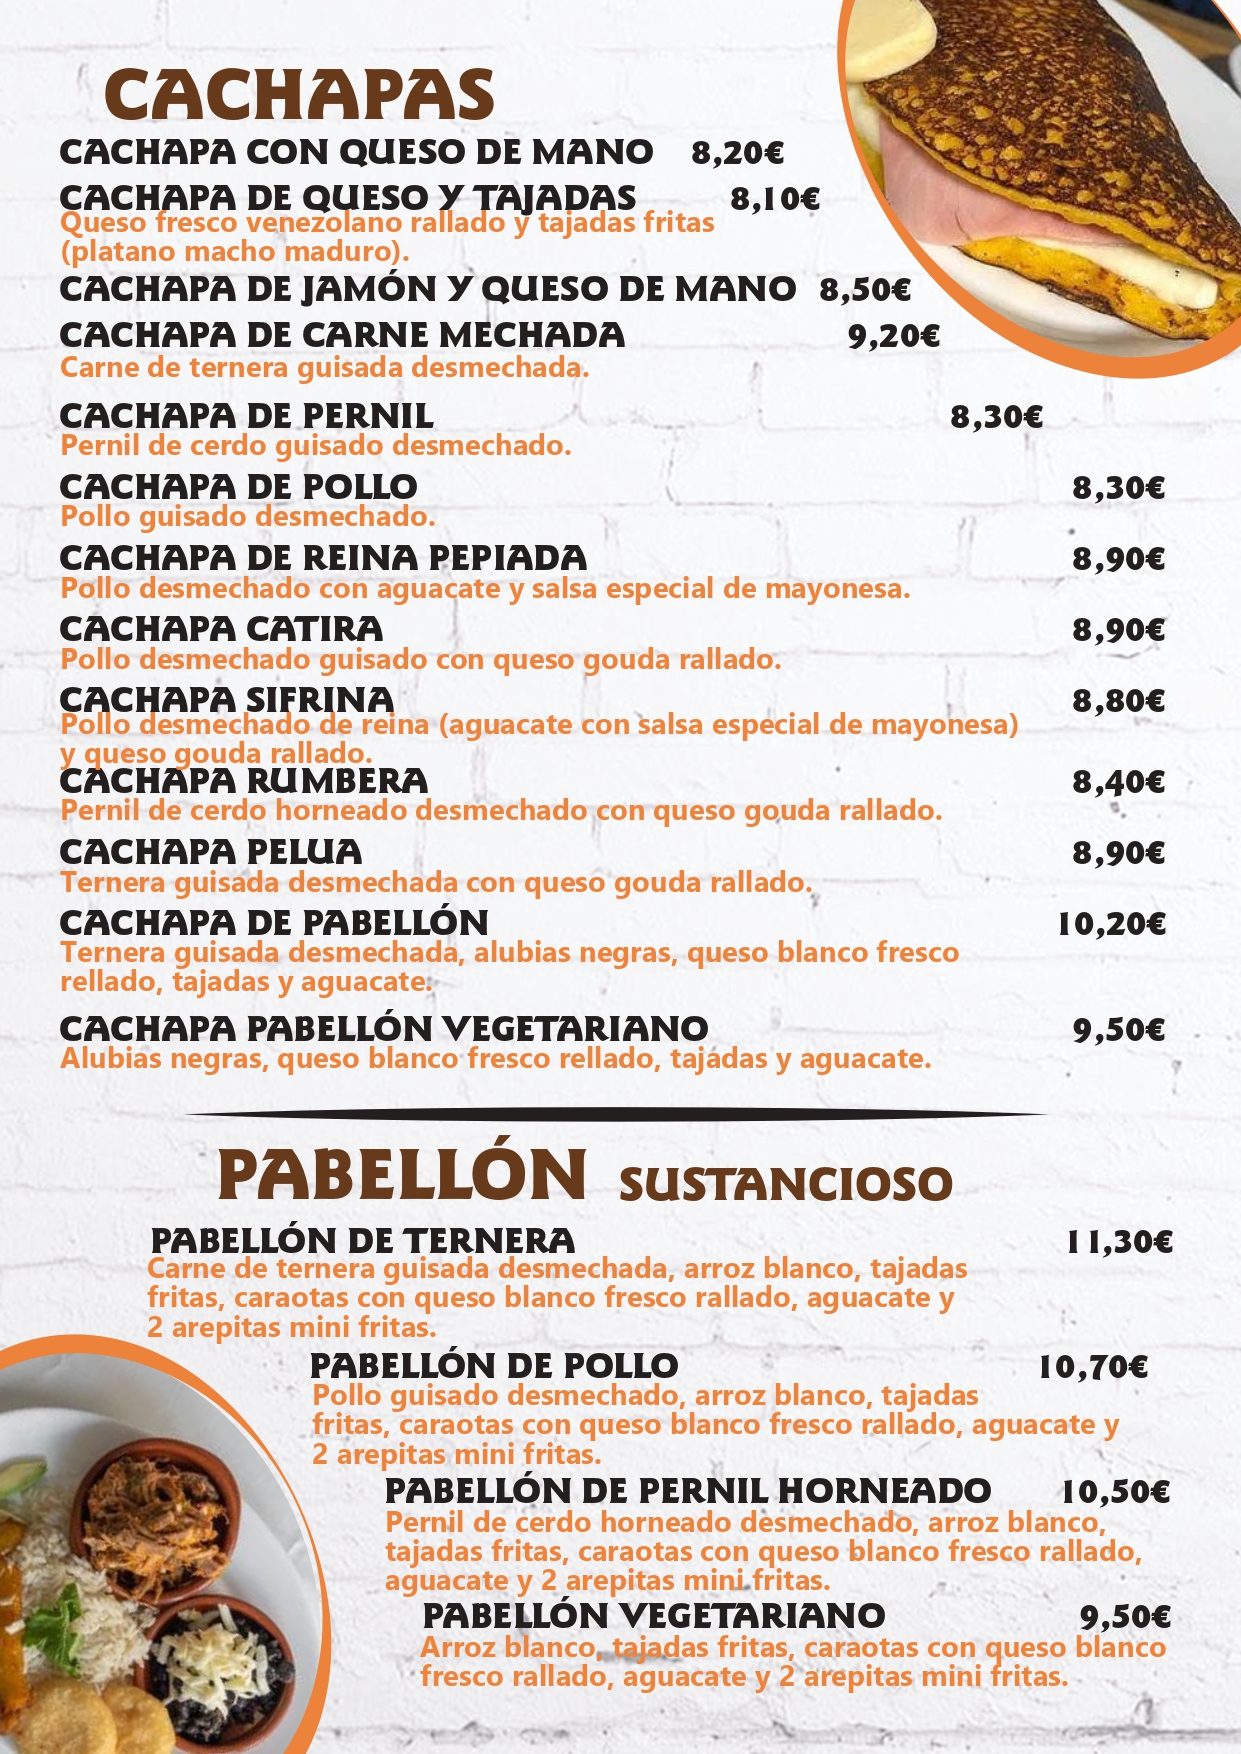 CACHAPAS
CACHAPA CON QUESO DE MANO 8,20€
CACHAPA DE QUESO Y TAJADAS 8,10€
Queso fresco venezolano rallado y tajadas fritas
(platano macho maduro).
CACHAPA DE JAMÓN Y QUESO DE MANO 8,50€
CACHAPA DE CARNE MECHADA 9,20€
Carne de ternera guisada desmechada.
CACHAPA DE PERNIL 8,30€
Pernil de cerdo guisado desmechado.
CACHAPA DE POLLO 8,30€
Pollo guisado desmechado.
CACHAPA DE REINA PEPIADA 8,90€
Pollo desmechado con aguacate y salsa especial de mayonesa.
CACHAPA CATIRA 8,90€
Pollo desmechado guisado con queso gouda rallado.
CACHAPA SIFRINA 8,80€
Pollo desmechado de reina (aguacate con salsa especial de mayonesa)
y queso gouda rallado.
CACHAPA RUMBERA 8,40€
Pernil de cerdo horneado desmechado con queso gouda rallado.
CACHAPA PELUA 8,90€
Ternera guisada desmechada con queso gouda rallado.
CACHAPA DE PABELLÓN 10,20€
Ternera guisada desmechada, alubias negras, queso blanco fresco
rellado, tajadas y aguacate.
CACHAPA PABELLÓN VEGETARIANO 9,50€
Alubias negras, queso blanco fresco rellado, tajadas y aguacate.
PABELLÓN SUSTANCIOSO
PABELLÓN DE TERNERA 11,30€
Carne de ternera guisada desmechada, arroz blanco, tajadas
fritas, caraotas con queso blanco fresco rallado, aguacate y
2 arepitas mini fritas.
PABELLÓN DE POLLO 10,70€
Pollo guisado desmechado, arroz blanco, tajadas
fritas, caraotas con queso blanco fresco rallado, aguacate y
2 arepitas mini fritas.
PABELLÓN DE PERNIL HORNEADO 10,50€
Pernil de cerdo horneado desmechado, arroz blanco,
tajadas fritas, caraotas con queso blanco fresco rallado,
aguacate y 2 arepitas mini fritas.
PABELLÓN VEGETARIANO 9,50€
Arroz blanco, tajadas fritas, caraotas con queso blanco
fresco rallado, aguacate y 2 arepitas mini fritas.